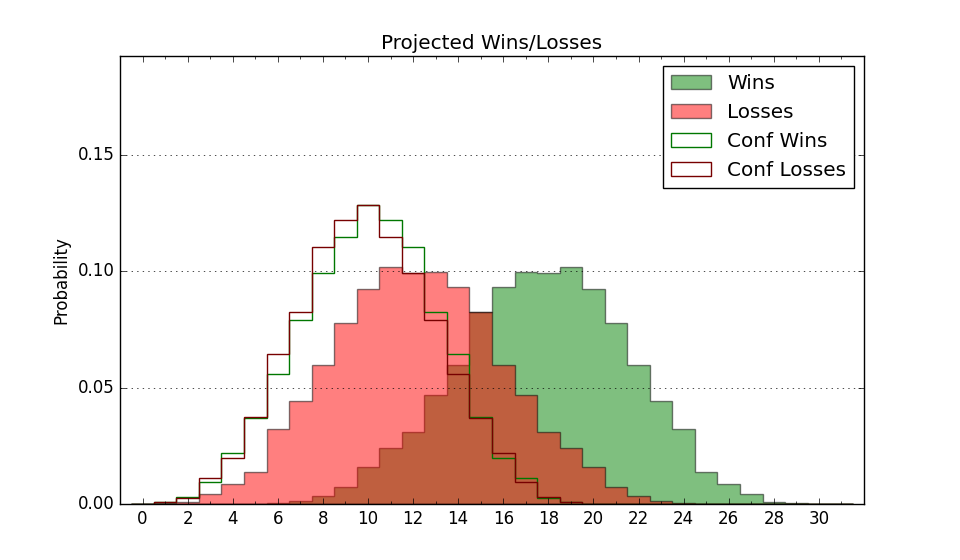 Projected Wins/Losses
Wins
Losses
Conf Wins
Conf Losses
Probability
0.15
0.10
0.05
0.00
0 2 4 6 8 10 12 14 16 18 20 22 24 26 28 30